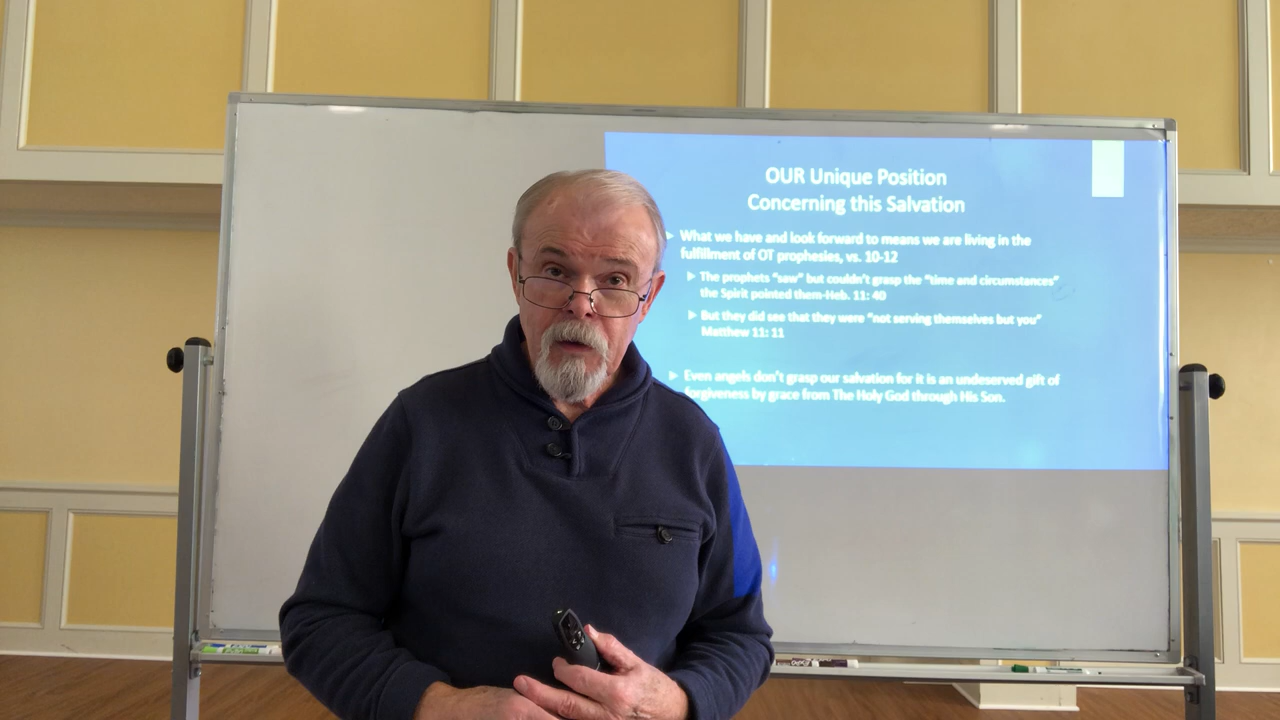 OUR Unique Position
Concerning this Salvation
What we have and look forward to means we are living in the
fulfillment of OT prophesies, vs. 10-12
The prophets "saw" but couldn't grasp the "time and circumstances"
the Spirit pointed them-Heb. 11: 40
But they did see that they were "not serving themselves but you"
Matthew 11: 11
Even angels don't grasp our salvation for it is an undeserved gift of
forgiveness by grace from The Holy God through His Son.